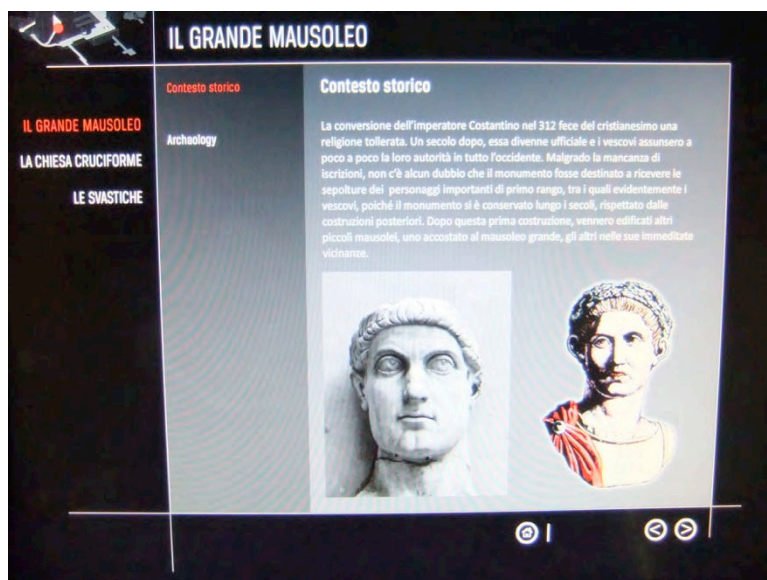 IL GRANDE MAUSOLEO
IL GRANDE MAUSOLEO
LA CHIESA CRUCIFORME
LE SVASTICHE
Contesto storico
Archaology
Contesto storico
La conversione dell'imperatore Costantino nel 312 fece del cristianesimo una
religione tollerata. Un secolo dopo, essa divenne ufficiale e i vescovi assunsero a
poco a poco la loro autorità in tutto l'occidente. Malgrado la mancanza di
iscrizioni, non c'è alcun dubbio che il monumento fosse destinato a ricevere le
sepolture dei personaggi importanti di primo rango, tra i quali evidentemente i
vescovi, poiché il monumento si è conservato lungo i secoli, rispettato dalle
costruzioni posteriori. Dopo questa prima costruzione, vennero edificati altri
piccoli mausolei, uno accostato al mausoleo grande, gli altri nelle sue immeditato
vicinanze.